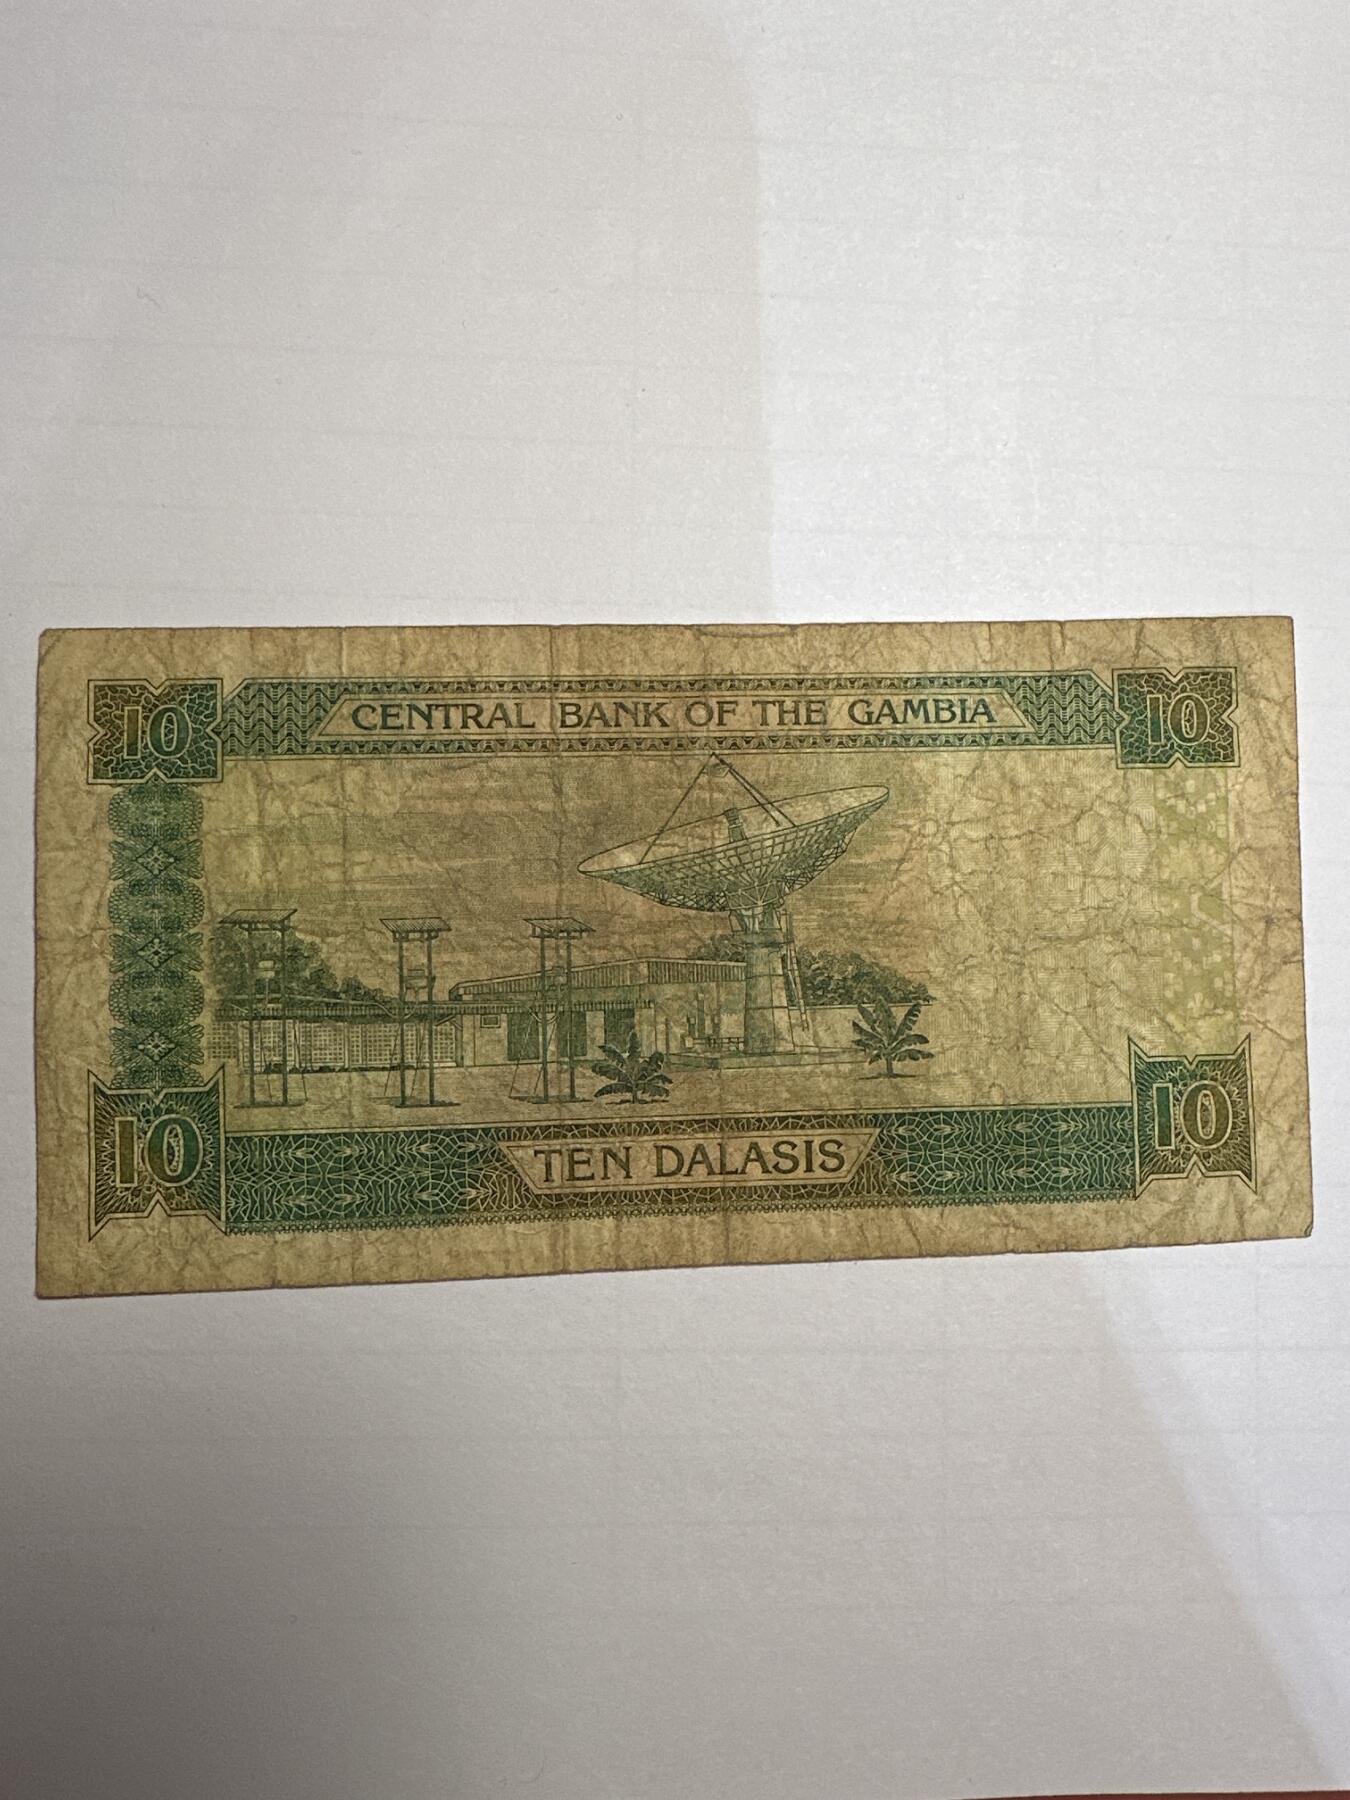 10 CENTRAL BANK OF THE GAMBIA 10
10 TEN DALASIS 10